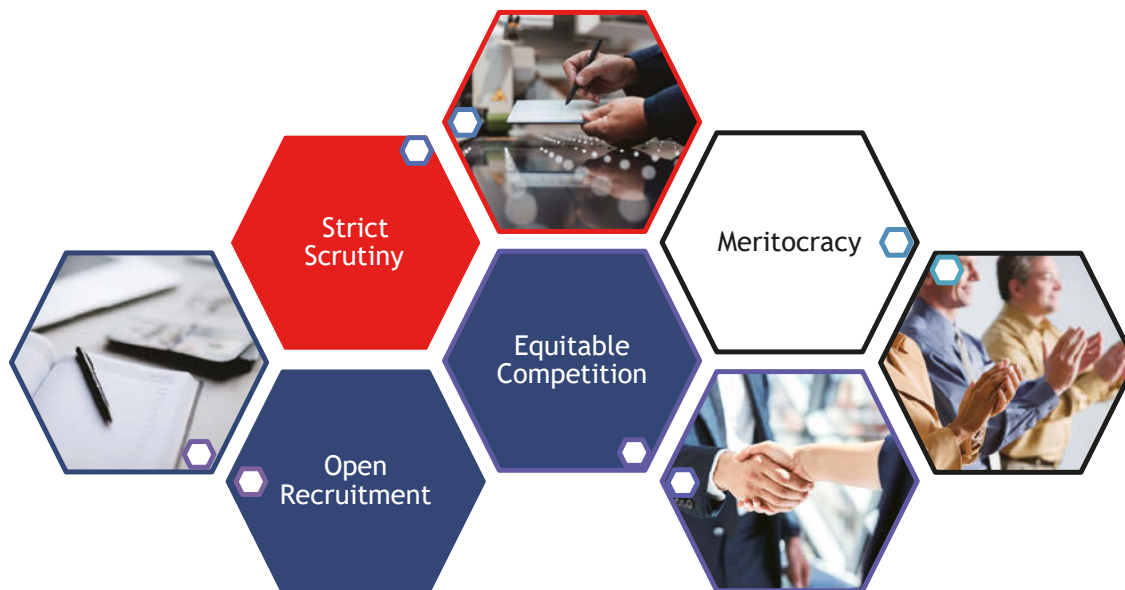 Strict
Scrutiny
Meritocracy
Equitable
Competition
Open
Recruitment